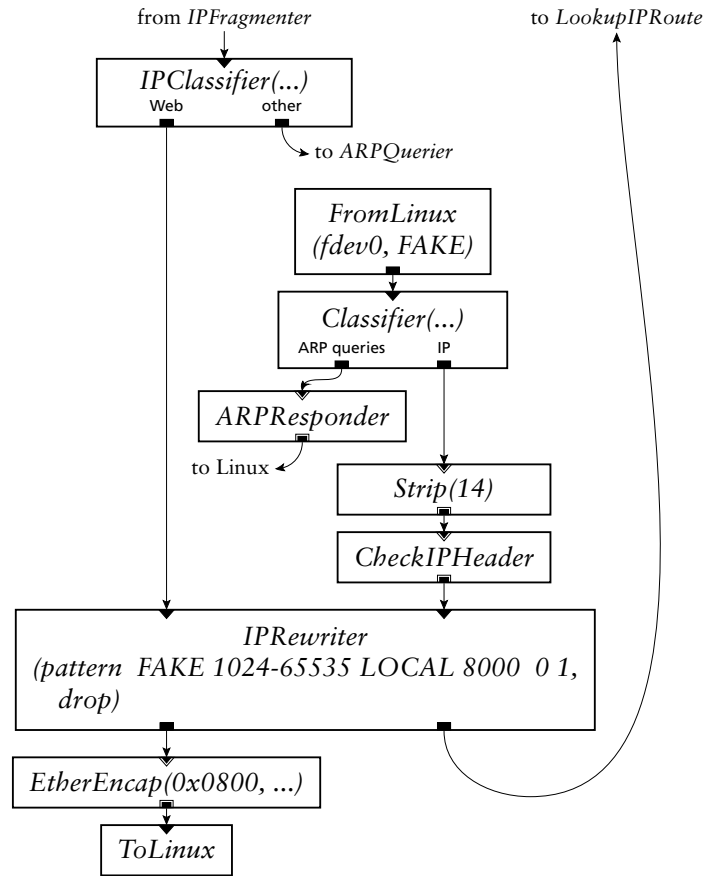 from IPFragmenter
to LookupIPRoute
IPClassifier(...)
Web other
to ARPQuerier
FromLinux
(fdev0, FAKE)
Classifier(...)
ARP queries IP
ARPResponder
to Linux
Strip(14)
CheckIPHeader
IPRewriter
(pattern FAKE 1024-65535 LOCAL 8000 0 1,
drop)
EtherEncap(0x0800, ...)
ToLinux